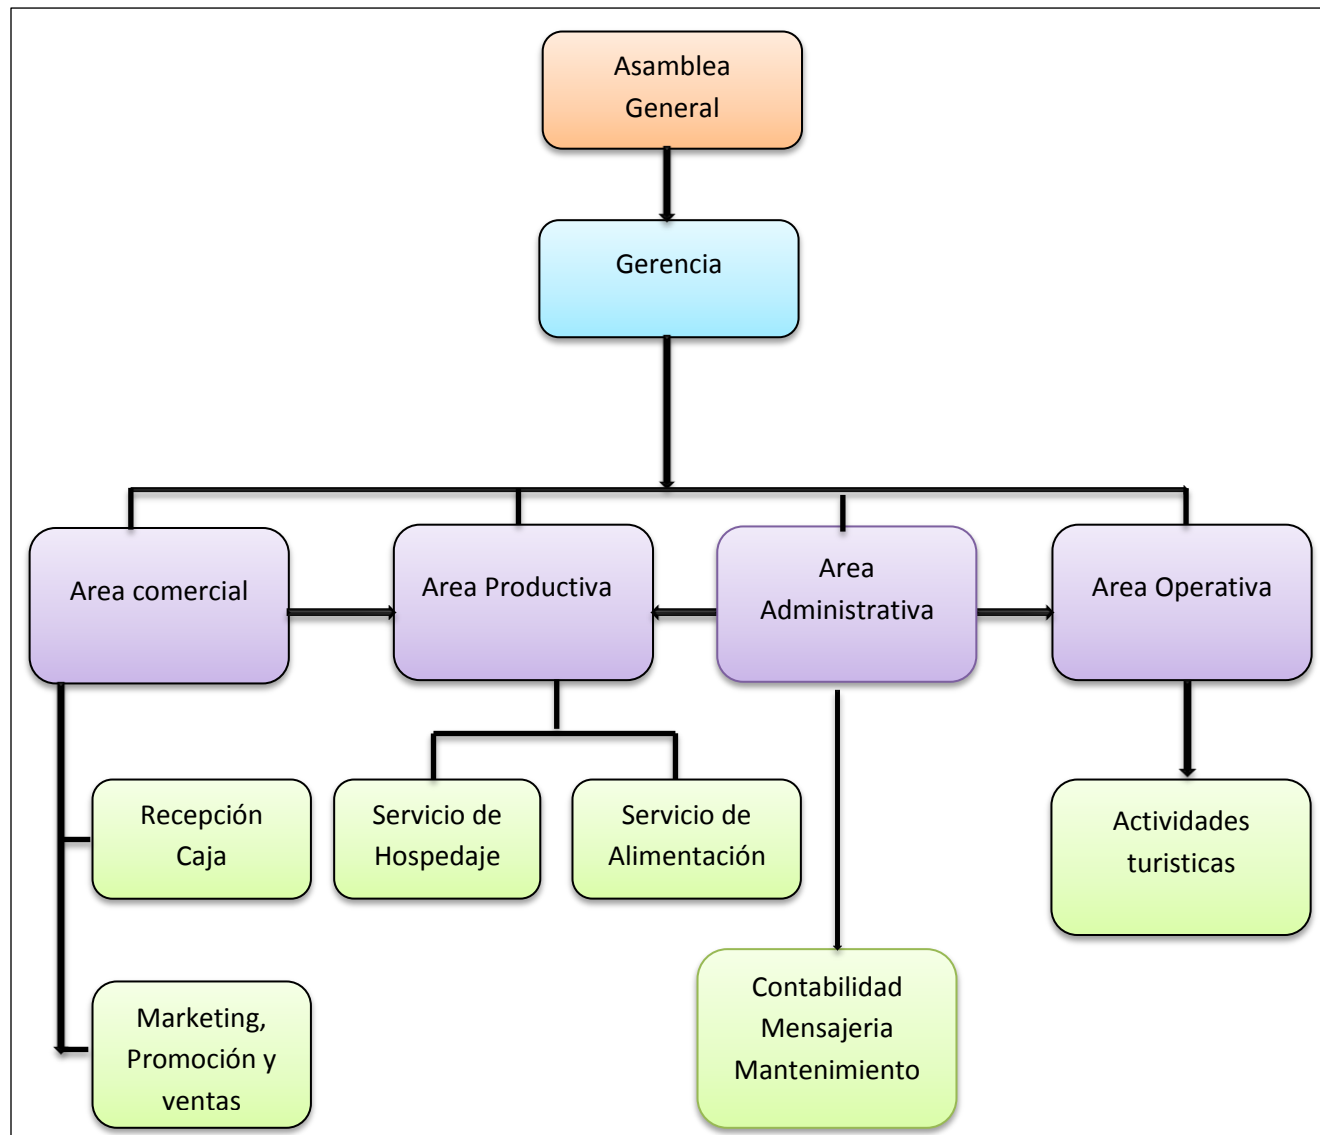 Asamblea
General
Gerencia
Area comercial
Area Productiva
Area
Administrativa
Area Operativa
Recepción
Caja
Servicio de
Hospedaje
Servicio de
Alimentación
Actividades
turisticas
Marketing,
Promoción y
ventas
Contabilidad
Mensajeria
Mantenimiento